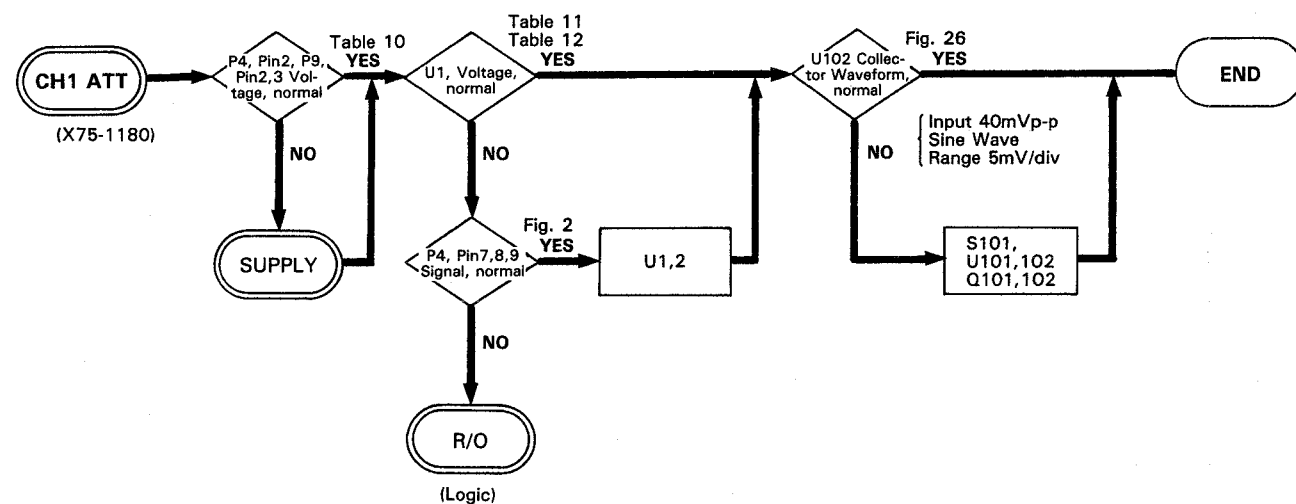 CH1 ATT
(X75-1180)
P4, Pin2, P9,
Pin2,3 Vol-
tage, normal
Table 10
YES
NO
SUPPLY
U1, Voltage,
normal
Table 11
Table 12
YES
NO
P4, Pin7,8,9
Signal, normal
Fig. 2
YES
U1,2
NO
R/O
(Logic)
U102 Collec-
tor Waveform,
normal
Fig. 26
YES
NO
Input 40mVp-p
Sine Wave
Range 5mV/div
S101,
U101,102
Q101,102
END